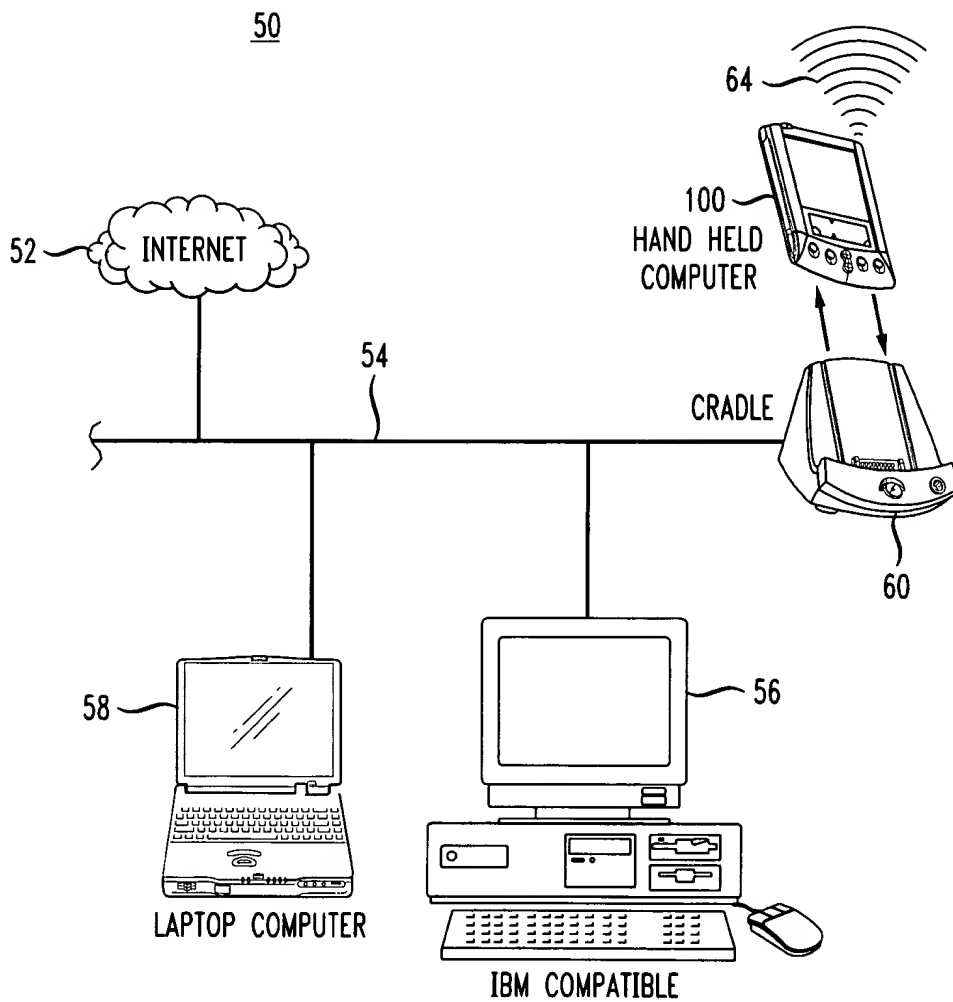 50
64
100
HAND HELD
COMPUTER
52
INTERNET
54
CRADLE
60
58
56
LAPTOP COMPUTER
IBM COMPATIBLE